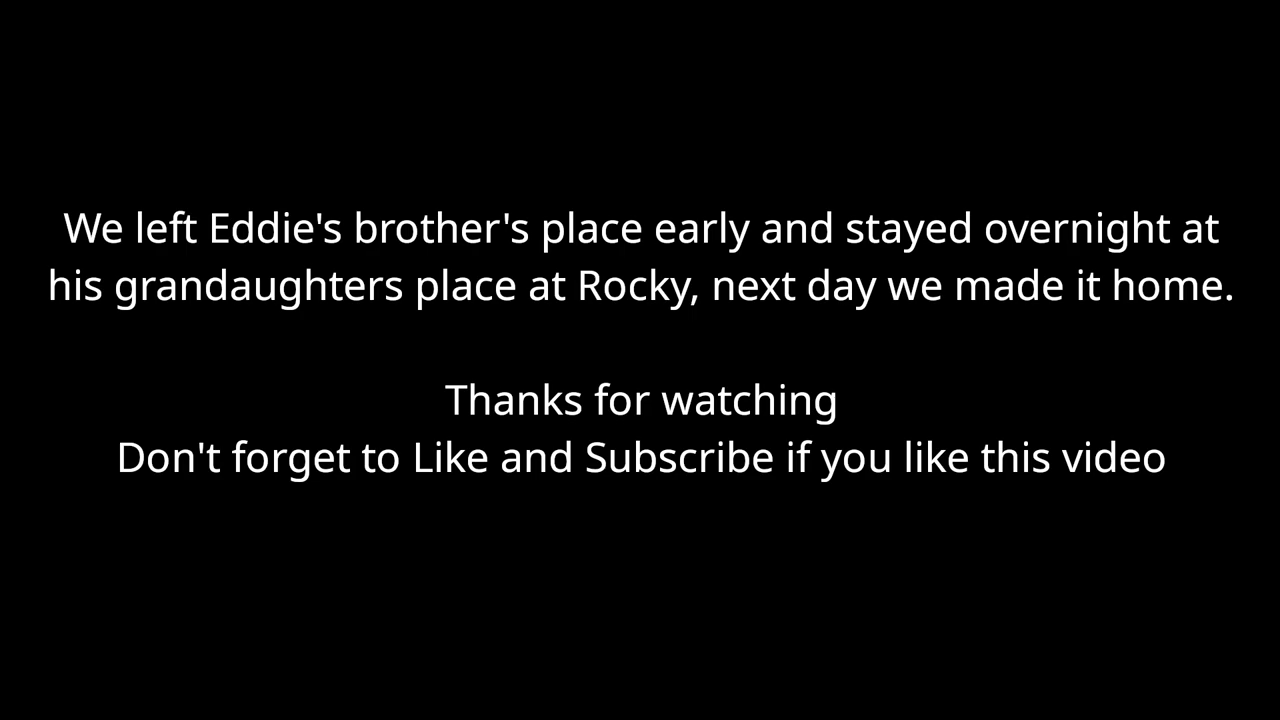 We left Eddie's brother's place early and stayed overnight at
his grandaughters place at Rocky, next day we made it home.
Thanks for watching
Don't forget to Like and Subscribe if you like this video